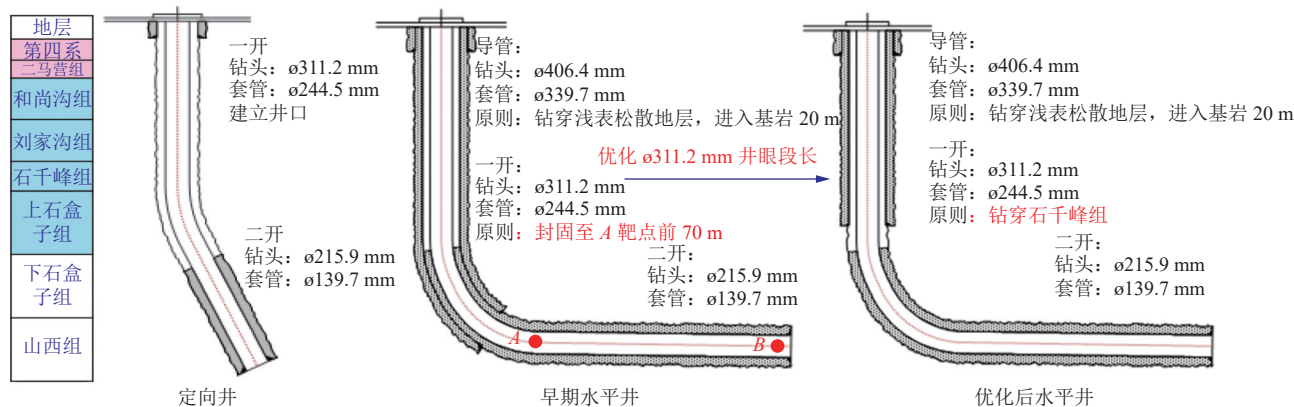 地层
第四系
二马营组
和尚沟组
刘家沟组
石千峰组
上石盒
子组
下石盒
子组
山西组
一开
钻头：ø311.2 mm
套管：ø244.5 mm
建立井口
二开
钻头：ø215.9 mm
套管：ø139.7 mm
定向井
导管：
钻头：ø406.4 mm
套管：ø339.7 mm
原则：钻穿浅表松散地层，进入基岩 20 m
一开：
钻头：ø311.2 mm
套管：ø244.5 mm
原则：封固至 A 靶点前 70 m
二开：
钻头：ø215.9 mm
套管：ø139.7 mm
A
B
早期水平井
优化 ø311.2 mm 井眼段长
导管：
钻头：ø406.4 mm
套管：ø339.7 mm
原则：钻穿浅表松散地层，进入基岩 20 m
一开：
钻头：ø311.2 mm
套管：ø244.5 mm
原则：钻穿石千峰组
二开：
钻头：ø215.9 mm
套管：ø139.7 mm
优化后水平井